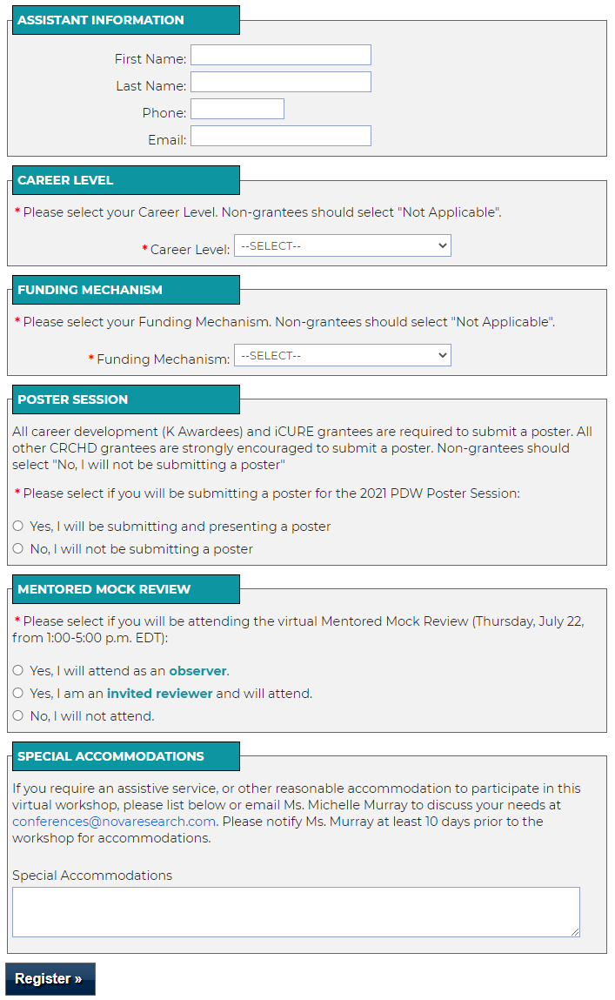 ASSISTANT INFORMATION
First Name:
Last Name:
Phone:
Email:
CAREER LEVEL
* Please select your Career Level. Non-grantees should select "Not Applicable".
* Career Level: --SELECT--
FUNDING MECHANISM
* Please select your Funding Mechanism. Non-grantees should select "Not Applicable".
* Funding Mechanism: --SELECT--
POSTER SESSION
All career development (K Awardees) and iCURE grantees are required to submit a poster. All
other CRCHD grantees are strongly encouraged to submit a poster. Non-grantees should
select "No, I will not be submitting a poster"
* Please select if you will be submitting a poster for the 2021 PDW Poster Session:
Yes, I will be submitting and presenting a poster
No, I will not be submitting a poster
MENTORED MOCK REVIEW
* Please select if you will be attending the virtual Mentored Mock Review (Thursday, July 22,
from 1:00-5:00 p.m. EDT):
Yes, I will attend as an observer.
Yes, I am an invited reviewer and will attend.
No, I will not attend.
SPECIAL ACCOMMODATIONS
If you require an assistive service, or other reasonable accommodation to participate in this
virtual workshop, please list below or email Ms. Michelle Murray to discuss your needs at
conferences@novaresearch.com. Please notify Ms. Murray at least 10 days prior to the
workshop for accommodations.
Special Accommodations
Register »